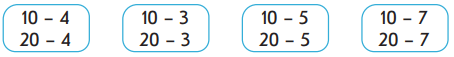 10 – 4
20 – 4
10 – 3
20 – 3
10 – 5
20 – 5
10 – 7
20 – 7